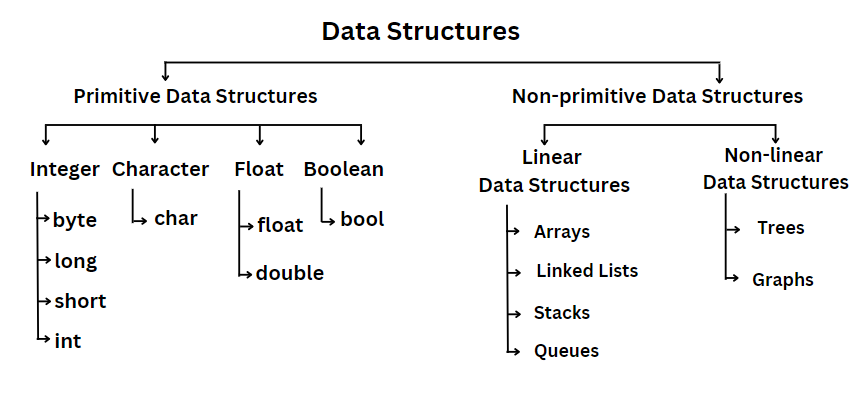 Data Structures
Primitive Data Structures
Non-primitive Data Structures
Integer
Character
Float
Boolean
byte
long
short
int
char
float
double
bool
Linear
Data Structures
Arrays
Linked Lists
Stacks
Queues
Non-linear
Data Structures
Trees
Graphs